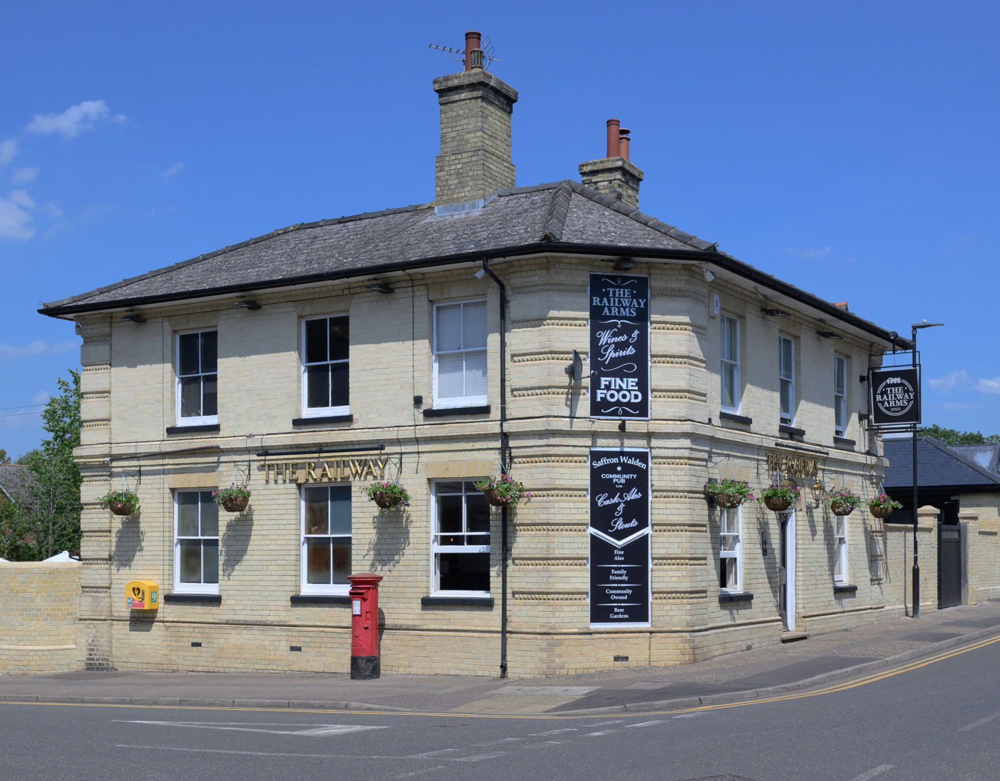 THE RAILWAY
THE
RAILWAY
ARMS
Wines &
Spirits
FINE
FOOD
Saffron Walden
COMMUNITY
PUB
LTD.
Cask Ales
&
Stouts
Fine
Ales
Family
Friendly
Community
Owned
Beer
Gardens
THE RAILWAY
THE
RAILWAY
ARMS